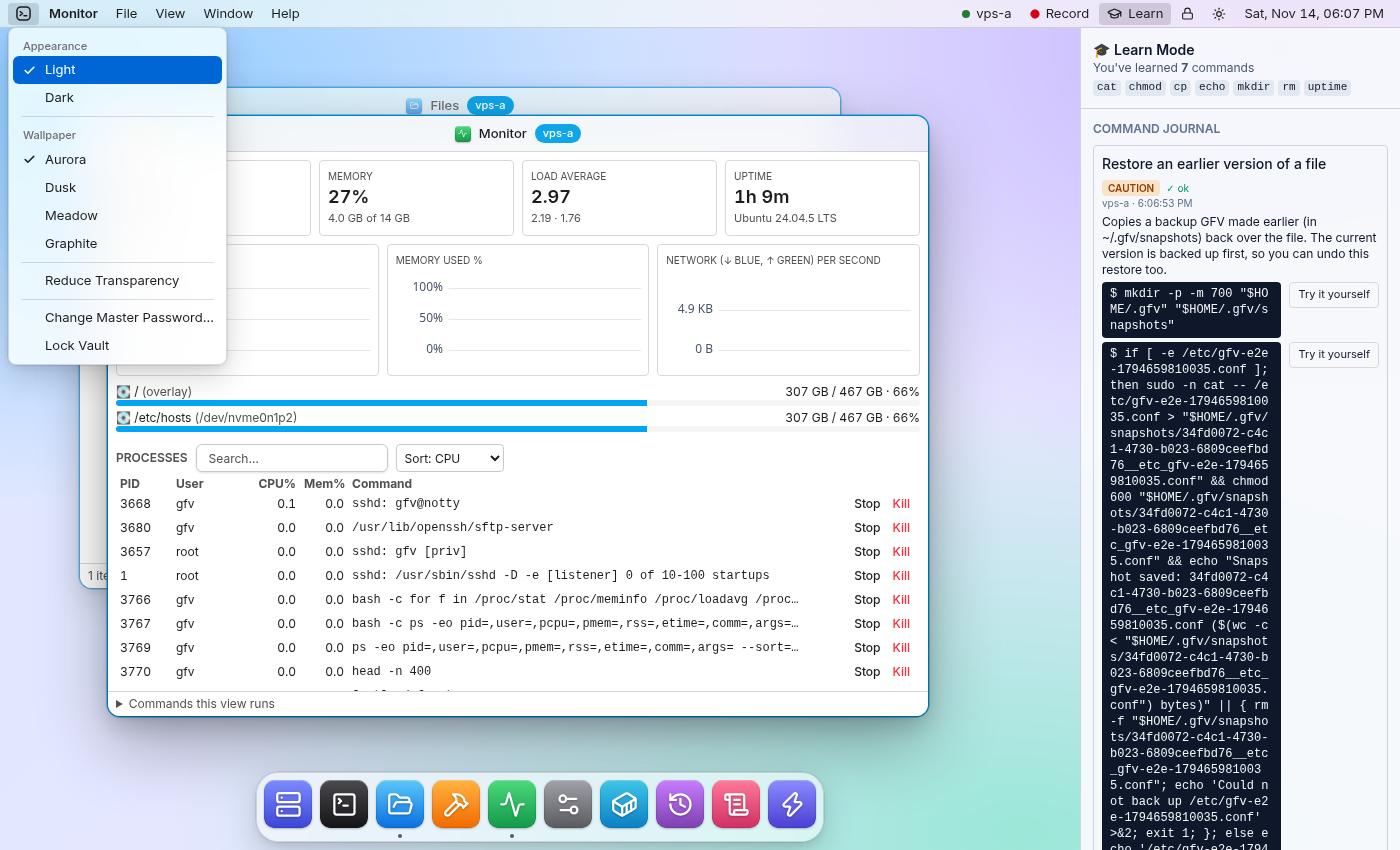 Monitor File View Window Help vps-a Record Learn Sat, Nov 14, 06:07 PM
Appearance
Light
Dark
Wallpaper
Aurora
Dusk
Meadow
Graphite
Reduce Transparency
Change Master Password...
Lock Vault
Files vps-a
1 ite
Monitor vps-a
MEMORY
27%
4.0 GB of 14 GB
LOAD AVERAGE
2.97
2.19 · 1.76
UPTIME
1h 9m
Ubuntu 24.04.5 LTS
MEMORY USED %
100%
50%
0%
NETWORK (↓ BLUE, ↑ GREEN) PER SECOND
4.9 KB
0 B
/ (overlay) 307 GB / 467 GB · 66%
/etc/hosts (/dev/nvme0n1p2) 307 GB / 467 GB · 66%
PROCESSES Search... Sort: CPU
PID User CPU% Mem% Command
3668 gfv 0.1 0.0 sshd: gfv@notty Stop Kill
3680 gfv 0.0 0.0 /usr/lib/openssh/sftp-server Stop Kill
3657 root 0.0 0.0 sshd: gfv [priv] Stop Kill
1 root 0.0 0.0 sshd: /usr/sbin/sshd -D -e [listener] 0 of 10-100 startups Stop Kill
3766 gfv 0.0 0.0 bash -c for f in /proc/stat /proc/meminfo /proc/loadavg /proc… Stop Kill
3767 gfv 0.0 0.0 bash -c ps -eo pid=,user=,pcpu=,pmem=,rss=,etime=,comm=,args=… Stop Kill
3769 gfv 0.0 0.0 ps -eo pid=,user=,pcpu=,pmem=,rss=,etime=,comm=,args= --sort=… Stop Kill
3770 gfv 0.0 0.0 head -n 400 Stop Kill
Commands this view runs
Learn Mode
You've learned 7 commands
cat chmod cp echo mkdir rm uptime
COMMAND JOURNAL
Restore an earlier version of a file
CAUTION ✓ ok
vps-a · 6:06:53 PM
Copies a backup GFV made earlier (in
~/.gfv/snapshots) back over the file. The current
version is backed up first, so you can undo this
restore too.
$ mkdir -p -m 700 "$HO
ME/.gfv" "$HOME/.gfv/s
napshots"
Try it yourself
$ if [ -e /etc/gfv-e2e
-1794659810035.conf ];
then sudo -n cat -- /e
tc/gfv-e2e-17946598100
35.conf > "$HOME/.gfv/
snapshots/34fd0072-c4c
1-4730-b023-6809ceefbd
76__etc_gfv-e2e-179465
9810035.conf" && chmod
600 "$HOME/.gfv/snapsh
ots/34fd0072-c4c1-4730
-b023-6809ceefbd76__et
c_gfv-e2e-179465981003
5.conf" && echo "Snaps
hot saved: 34fd0072-c4
c1-4730-b023-6809ceefb
d76__etc_gfv-e2e-17946
59810035.conf ($(wc -c
< "$HOME/.gfv/snapshot
s/34fd0072-c4c1-4730-b
023-6809ceefbd76__etc_
gfv-e2e-1794659810035.
conf") bytes)" || { rm
-f "$HOME/.gfv/snapsho
ts/34fd0072-c4c1-4730-
b023-6809ceefbd76__etc
_gfv-e2e-179465981003
5.conf"; echo 'Could n
ot back up /etc/gfv-e2
e-1794659810035.conf'
>&2; exit 1; }; else e
cho '/etc/gfv-e2e-1794
Try it yourself